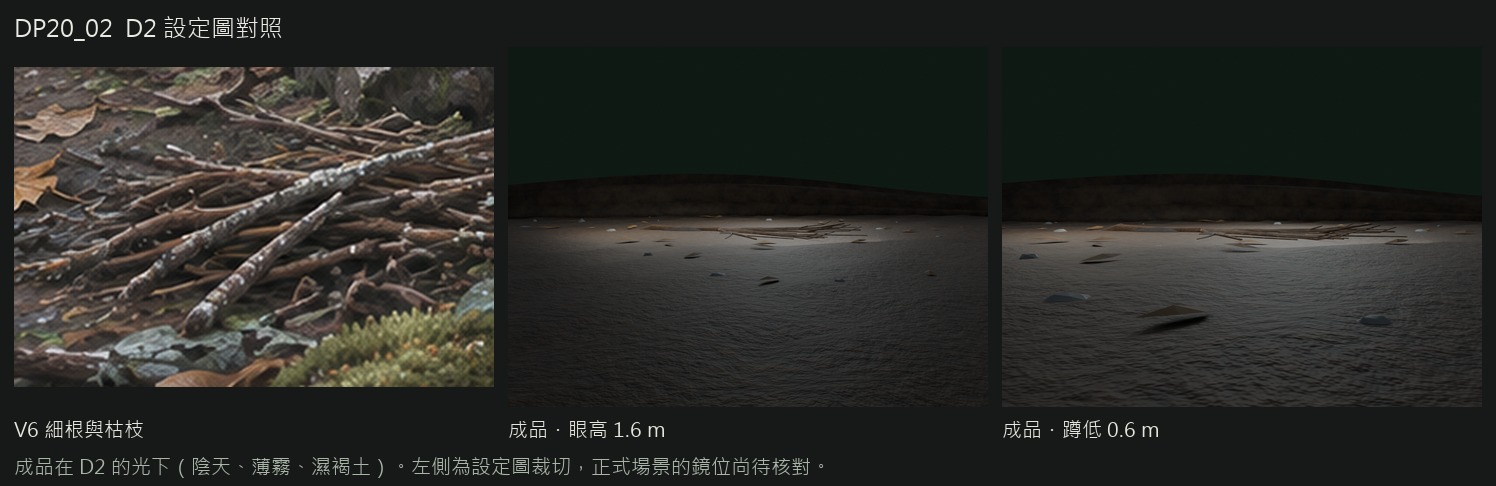 DP20_02 D2 設定圖對照
V6 細根與枯枝
成品 · 眼高 1.6 m
成品 · 蹲低 0.6 m
成品在 D2 的光下（陰天、薄霧、濕褐土）。左側為設定圖裁切，正式場景的鏡位尚待核對。